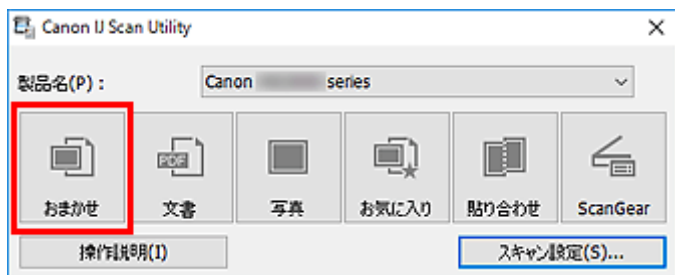 Canon IJ Scan Utility
製品名(P) : Canon series
PDF
おまかせ 文書 写真 お気に入り 貼り合わせ ScanGear
操作説明(I) スキャン設定(S)...